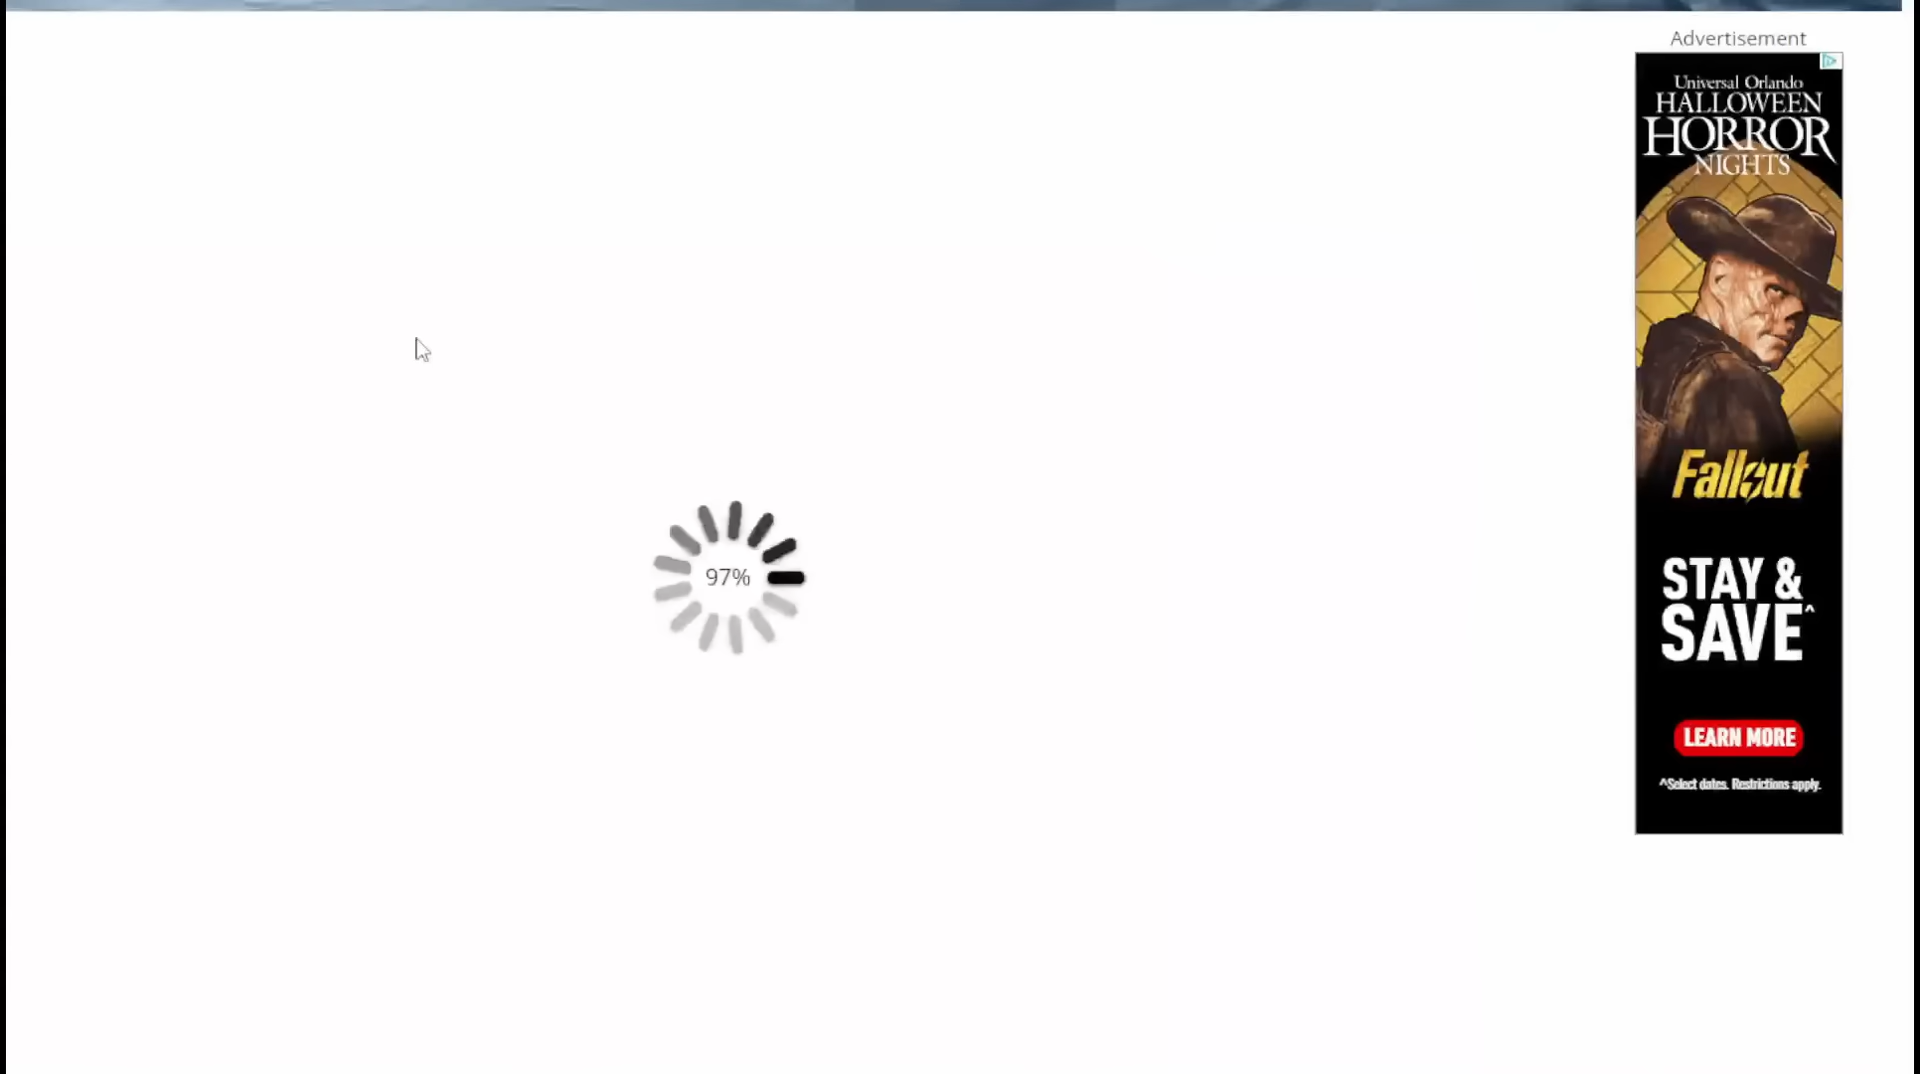 Advertisement
Universal Orlando
HALLOWEEN
HORROR
NIGHTS
97%
Fallout
STAY &
SAVE^
LEARN MORE
^Select dates. Restrictions apply.